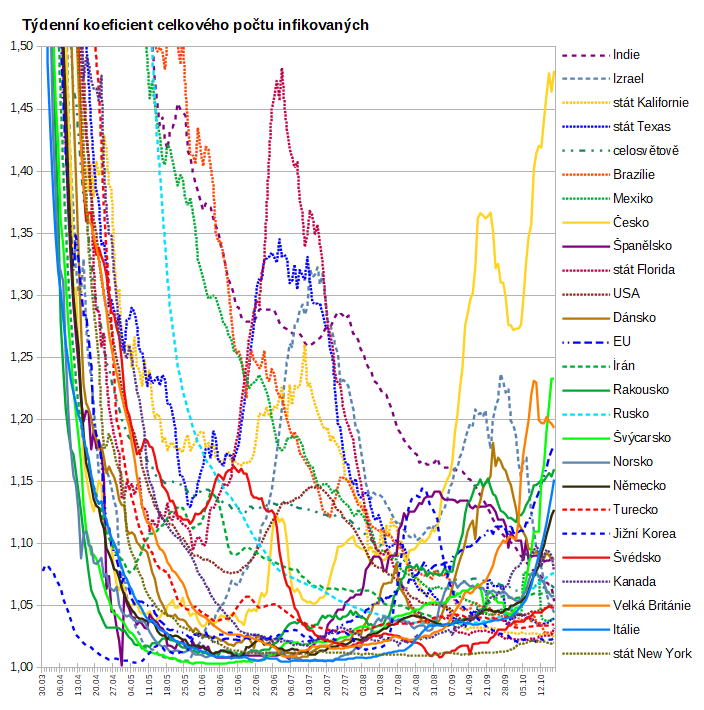 Týdenní koeficient celkového počtu infikovaných
1,50
1,45
1,40
1,35
1,30
1,25
1,20
1,15
1,10
1,05
1,00
30.03
06.04
13.04
20.04
27.04
04.05
11.05
18.05
25.05
01.06
08.06
15.06
22.06
29.06
06.07
13.07
20.07
27.07
03.08
10.08
17.08
24.08
31.08
07.09
14.09
21.09
28.09
05.10
12.10
Indie
Izrael
stát Kalifornie
stát Texas
celosvětově
Brazílie
Mexiko
Česko
Španělsko
stát Florida
USA
Dánsko
EU
Írán
Rakousko
Rusko
Švýcarsko
Norsko
Německo
Turecko
Jižní Korea
Švédsko
Kanada
Velká Británie
Itálie
stát New York